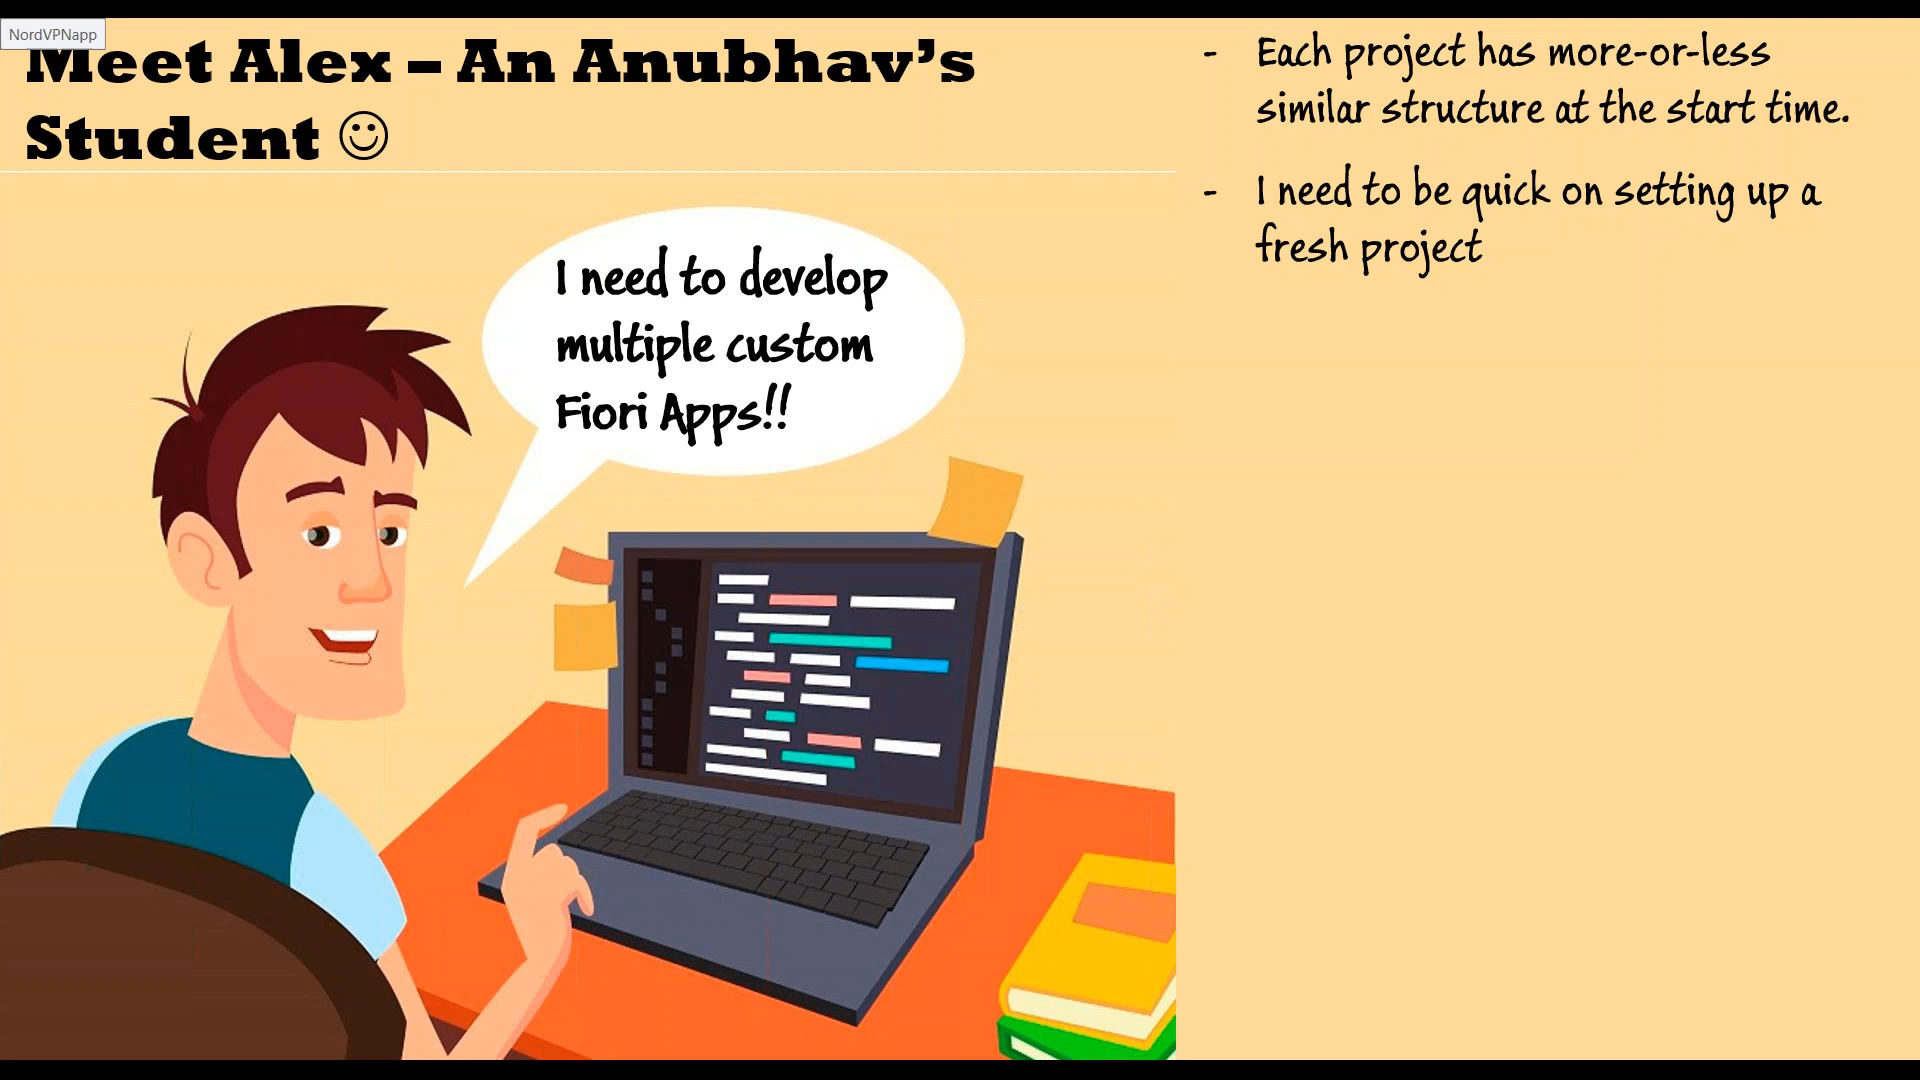 NordVPNapp
Meet Alex – An Anubhav's
Student ☺
- Each project has more-or-less
similar structure at the start time.
- I need to be quick on setting up a
fresh project
I need to develop
multiple custom
Fiori Apps!!